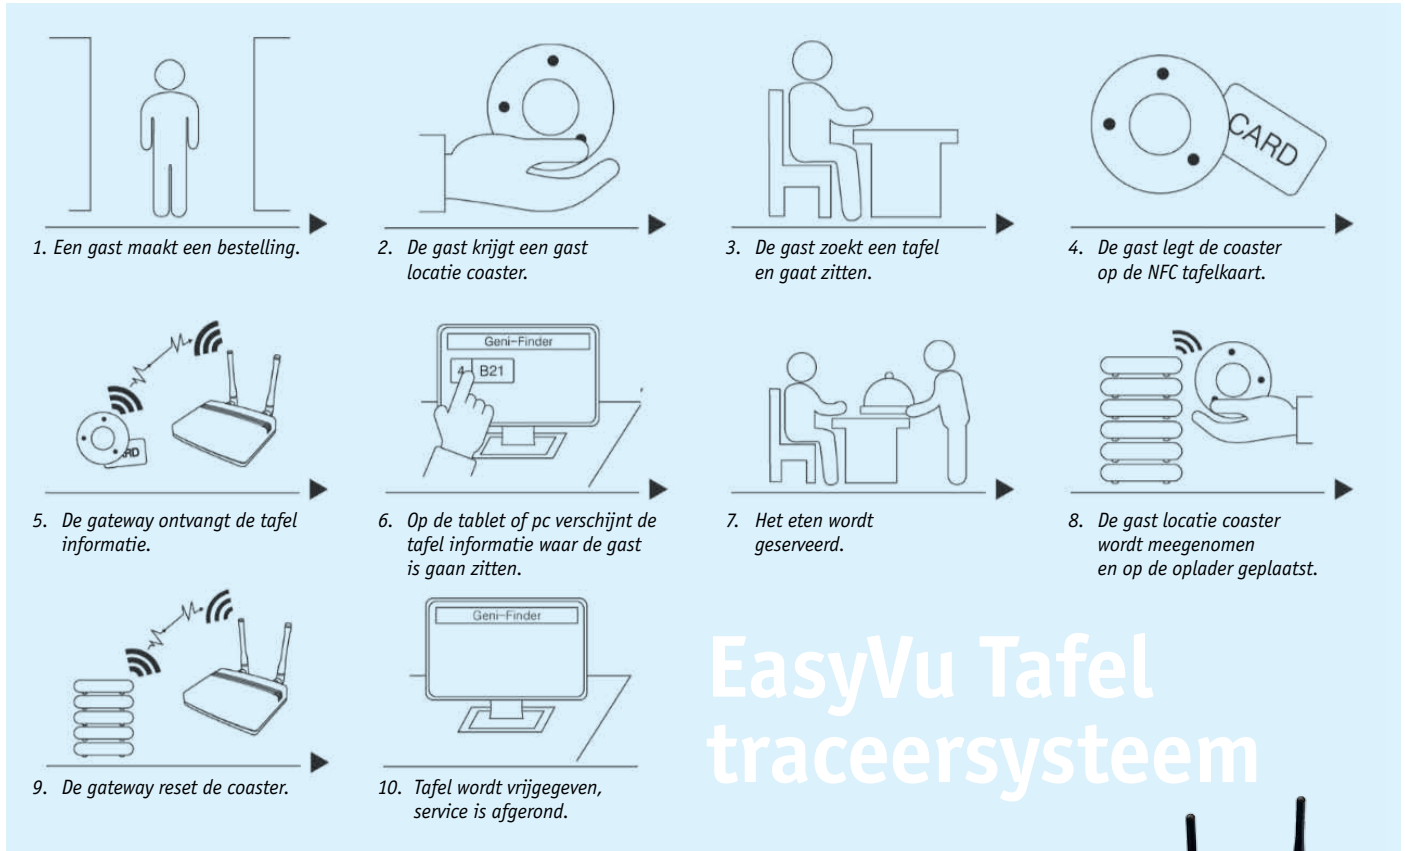 CARD
1. Een gast maakt een bestelling.
2. De gast krijgt een gast
locatie coaster.
3. De gast zoekt een tafel
en gaat zitten.
4. De gast legt de coaster
op de NFC tafelkaart.
RD
Geni-Finder
4 B21
5. De gateway ontvangt de tafel
informatie.
6. Op de tablet of pc verschijnt de
tafel informatie waar de gast
is gaan zitten.
7. Het eten wordt
geserveerd.
8. De gast locatie coaster
wordt meegenomen
en op de oplader geplaatst.
Geni-Finder
9. De gateway reset de coaster.
10. Tafel wordt vrijgegeven,
service is afgerond.
EasyVu Tafel
traceersysteem